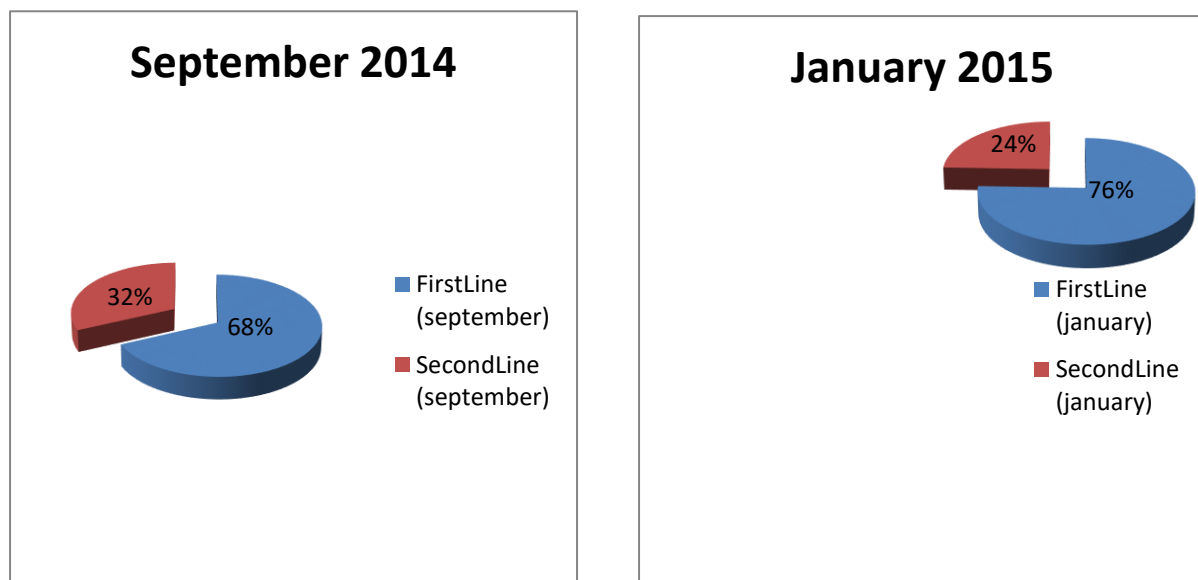 September 2014
32%
68%
FirstLine
(september)
SecondLine
(september)
January 2015
24%
76%
FirstLine
(january)
SecondLine
(january)